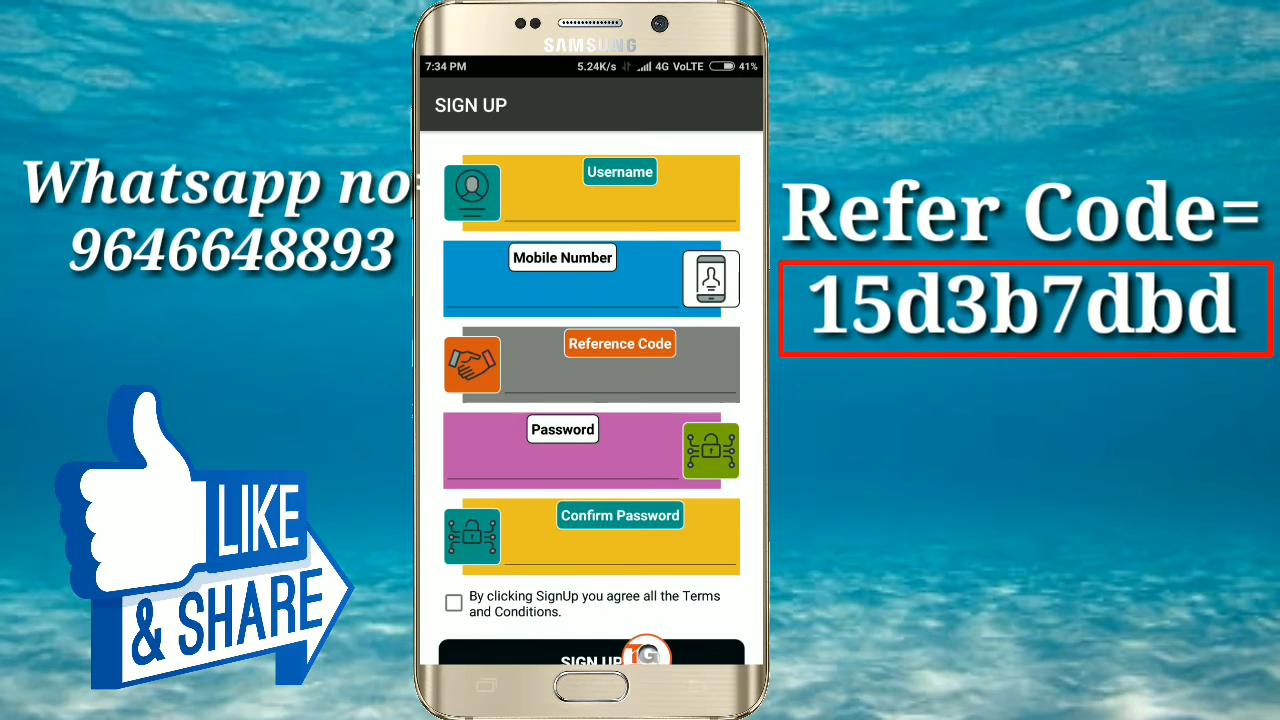 SAMSUNG
7:34 PM 5.24K/s 4G VoLTE 41%
SIGN UP
Whatsapp no=
9646648893
Username
Mobile Number
Reference Code
Password
Confirm Password
By clicking SignUp you agree all the Terms
and Conditions.
SIGN UP
Refer Code=
15d3b7dbd
LIKE
& SHARE